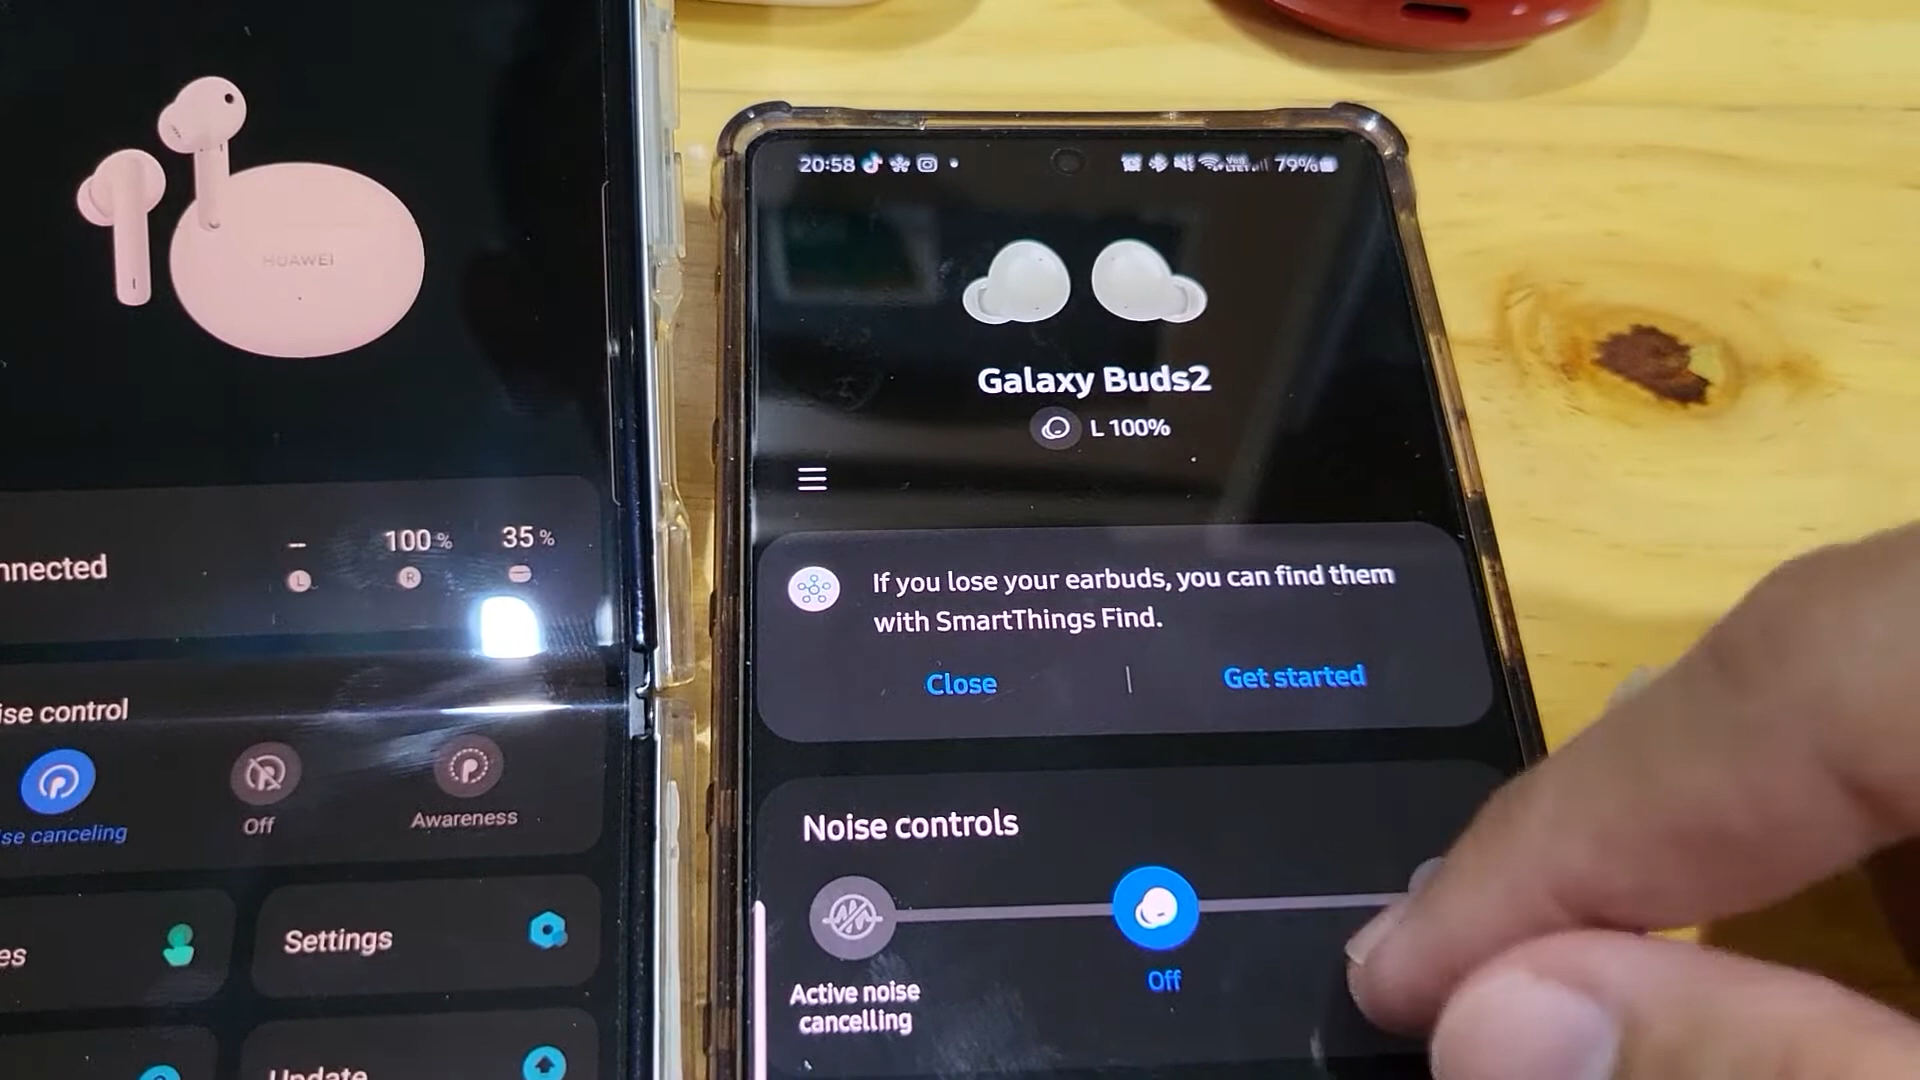 HUAWEI
nnected
-- 100% 35%
L R
ise control
se canceling
Off
Awareness
es
Settings
Update
20:58
79%
Galaxy Buds2
L 100%
If you lose your earbuds, you can find them
with SmartThings Find.
Close | Get started
Noise controls
Active noise
cancelling
Off